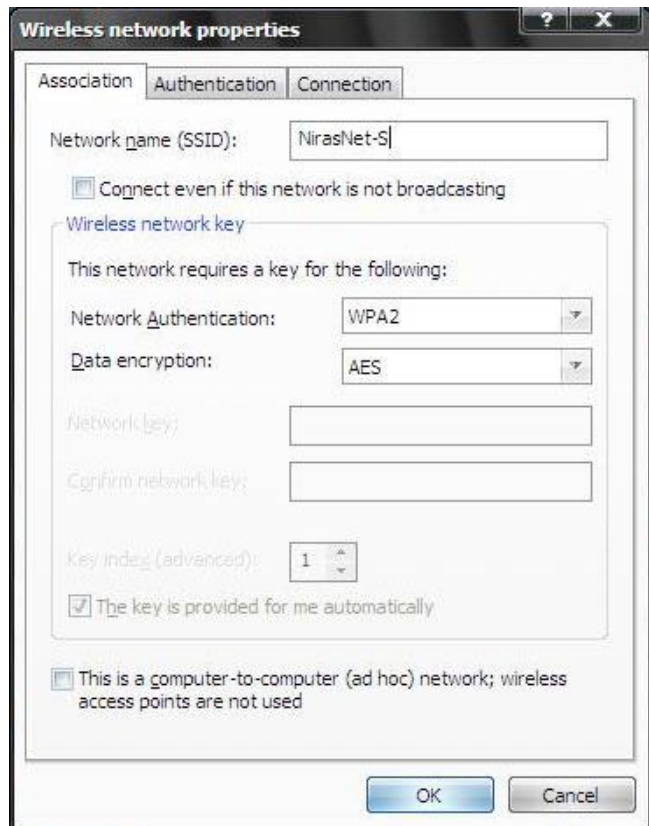 Wireless network properties
? X
Association Authentication Connection
Network name (SSID): NirasNet-S
Connect even if this network is not broadcasting
Wireless network key
This network requires a key for the following:
Network Authentication: WPA2
Data encryption: AES
Network key:
Confirm network key:
Key index (advanced): 1
The key is provided for me automatically
This is a computer-to-computer (ad hoc) network; wireless
access points are not used
OK Cancel